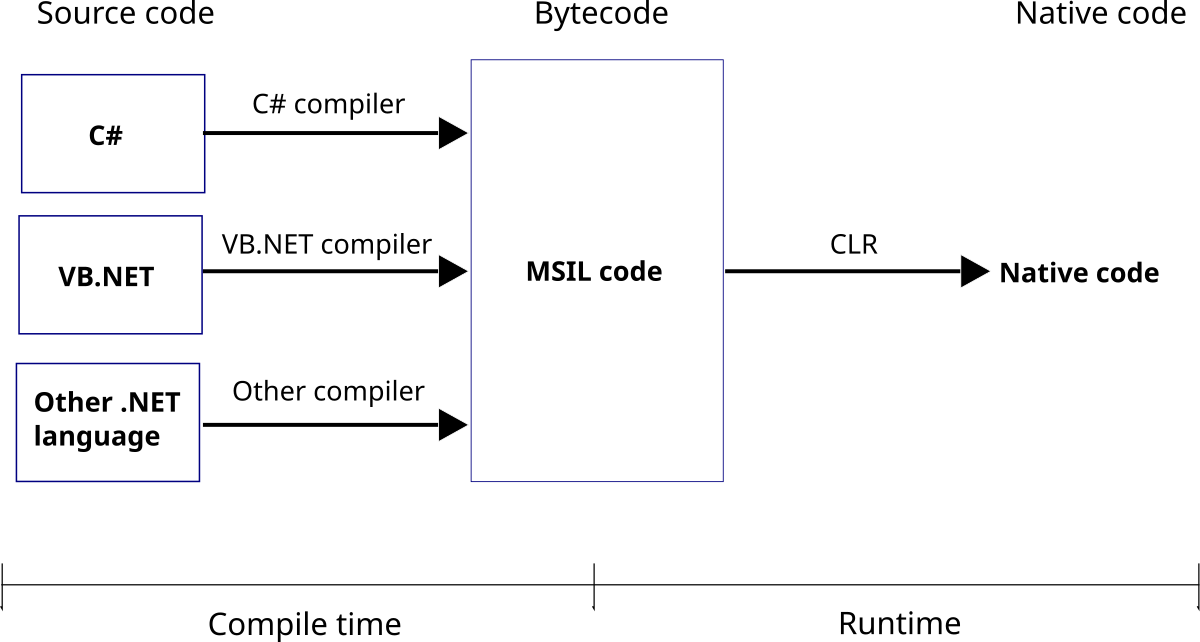 Source code
Bytecode
Native code
C# compiler
C#
VB.NET compiler
CLR
VB.NET
MSIL code
Native code
Other compiler
Other .NET
language
Compile time
Runtime